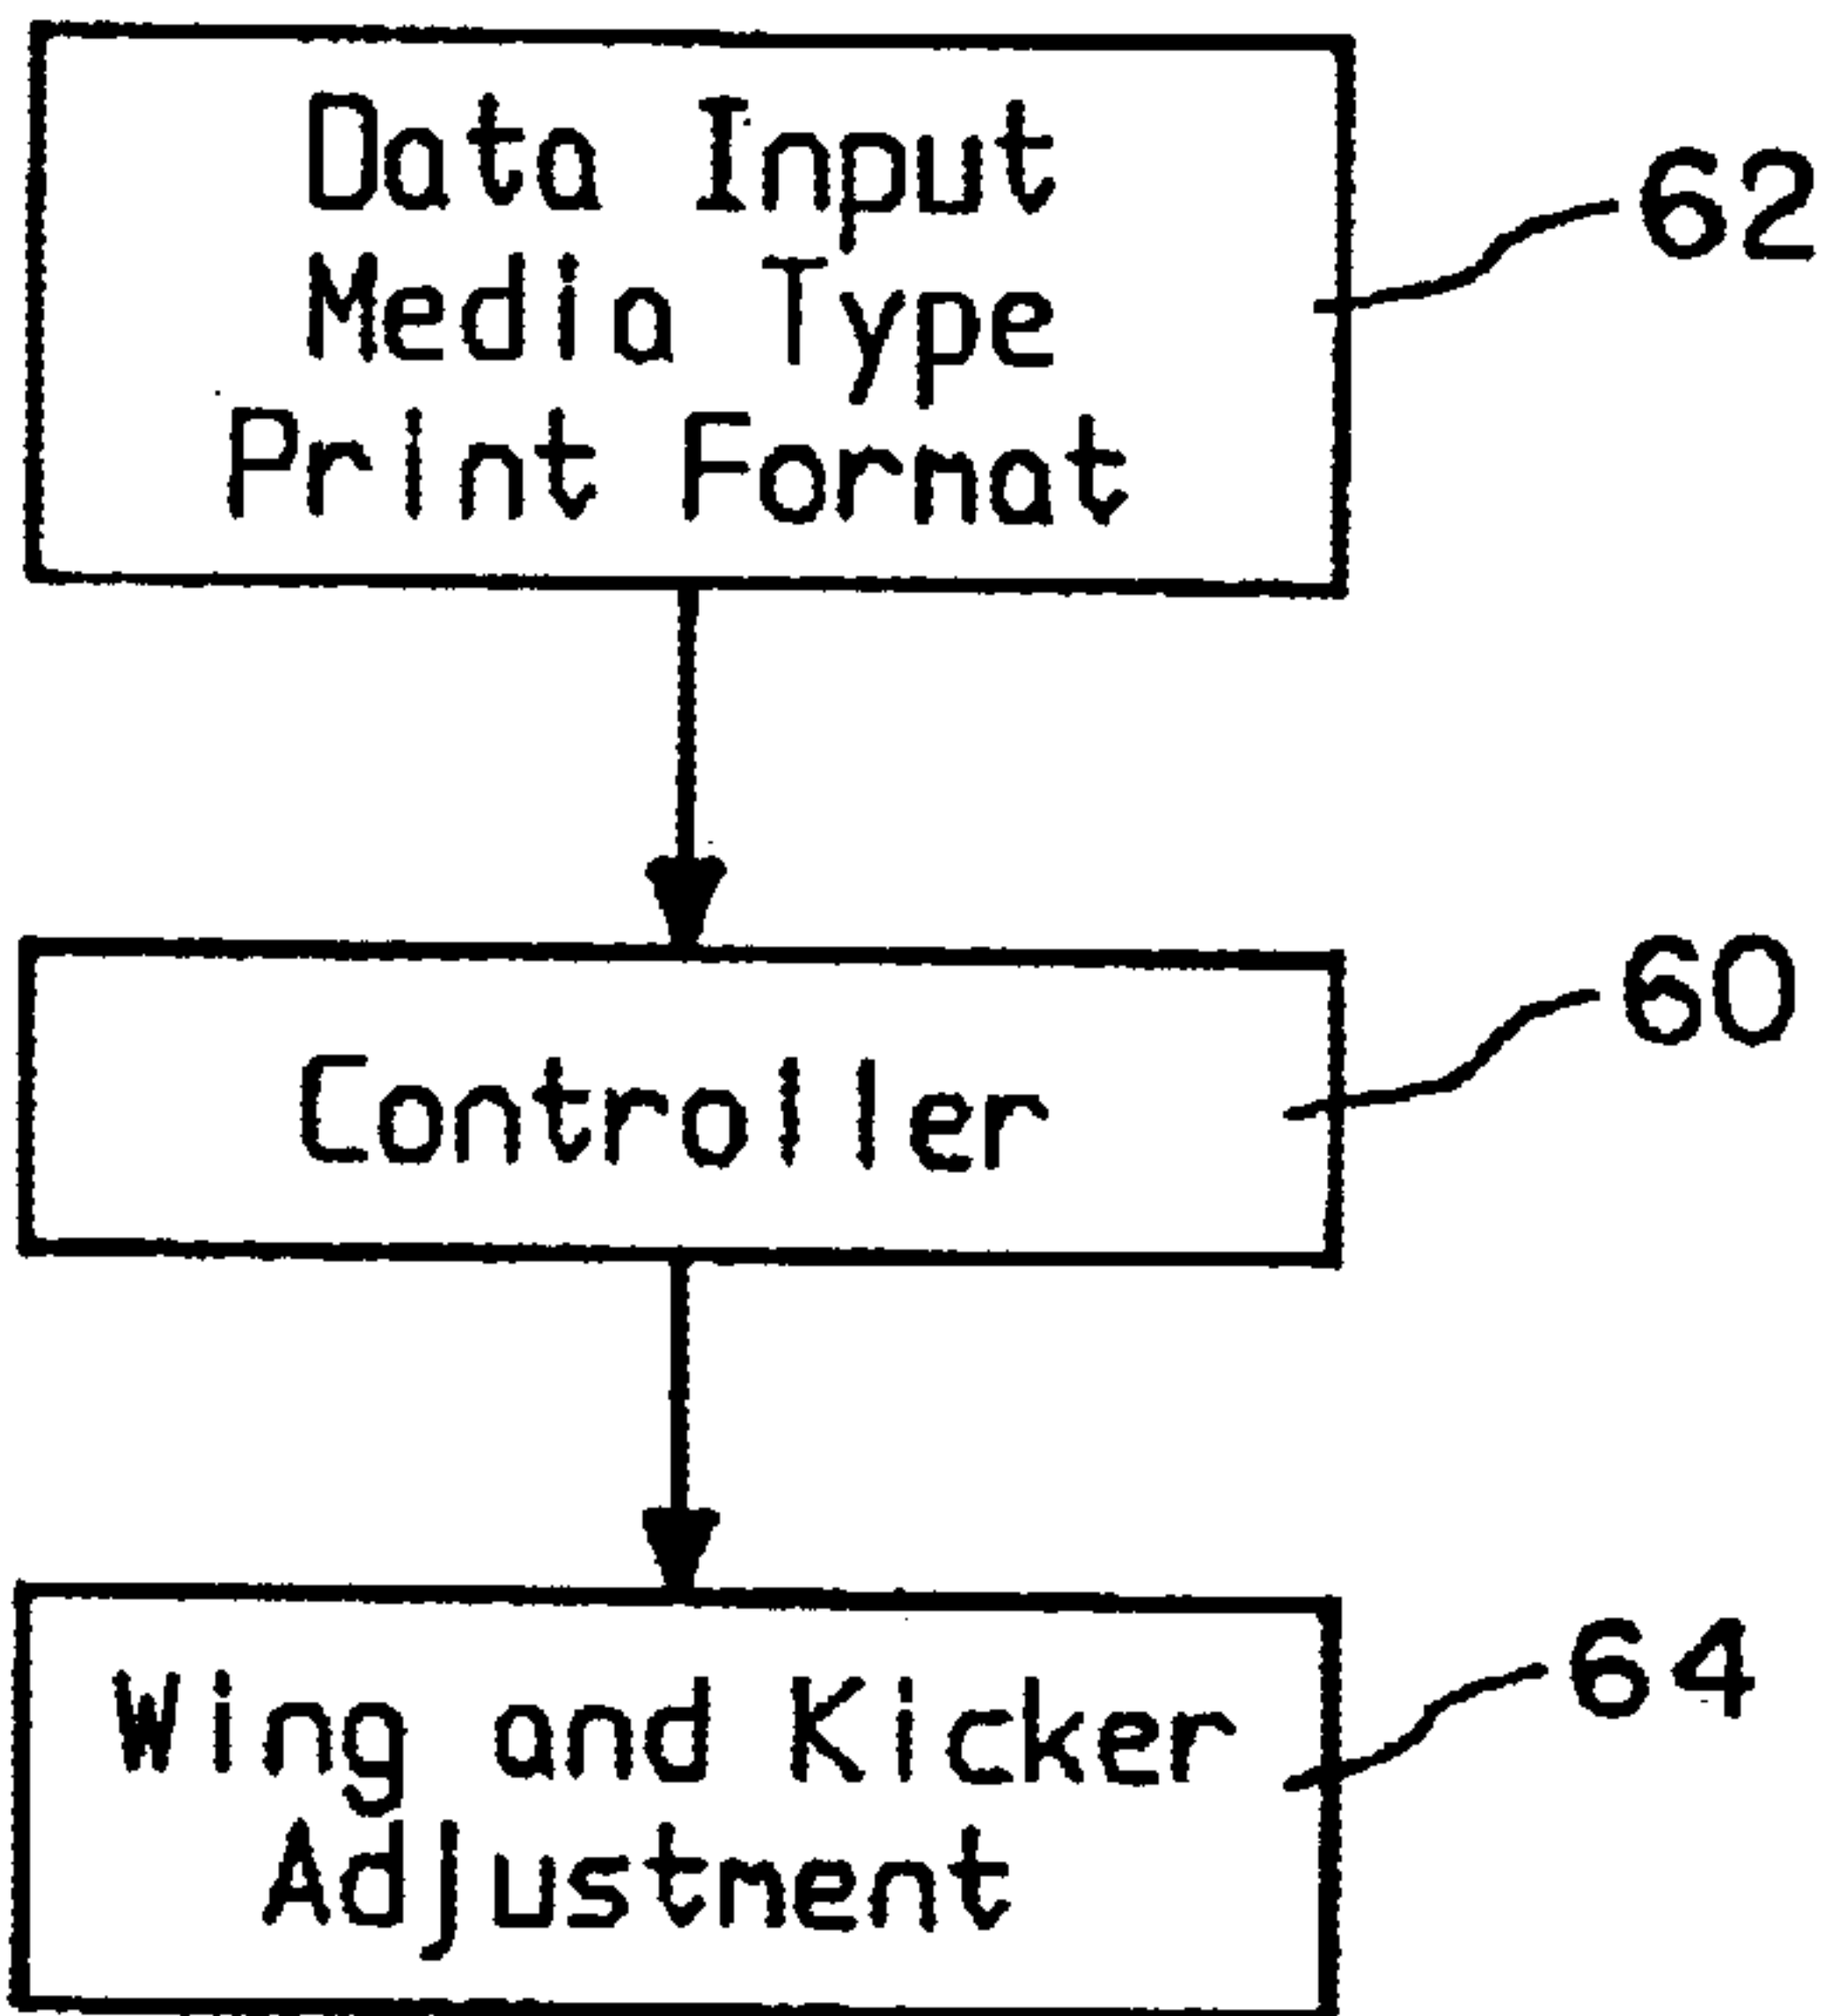 Data Input
Media Type
Print Format
62
Controller
60
Wing and Kicker
Adjustment
64